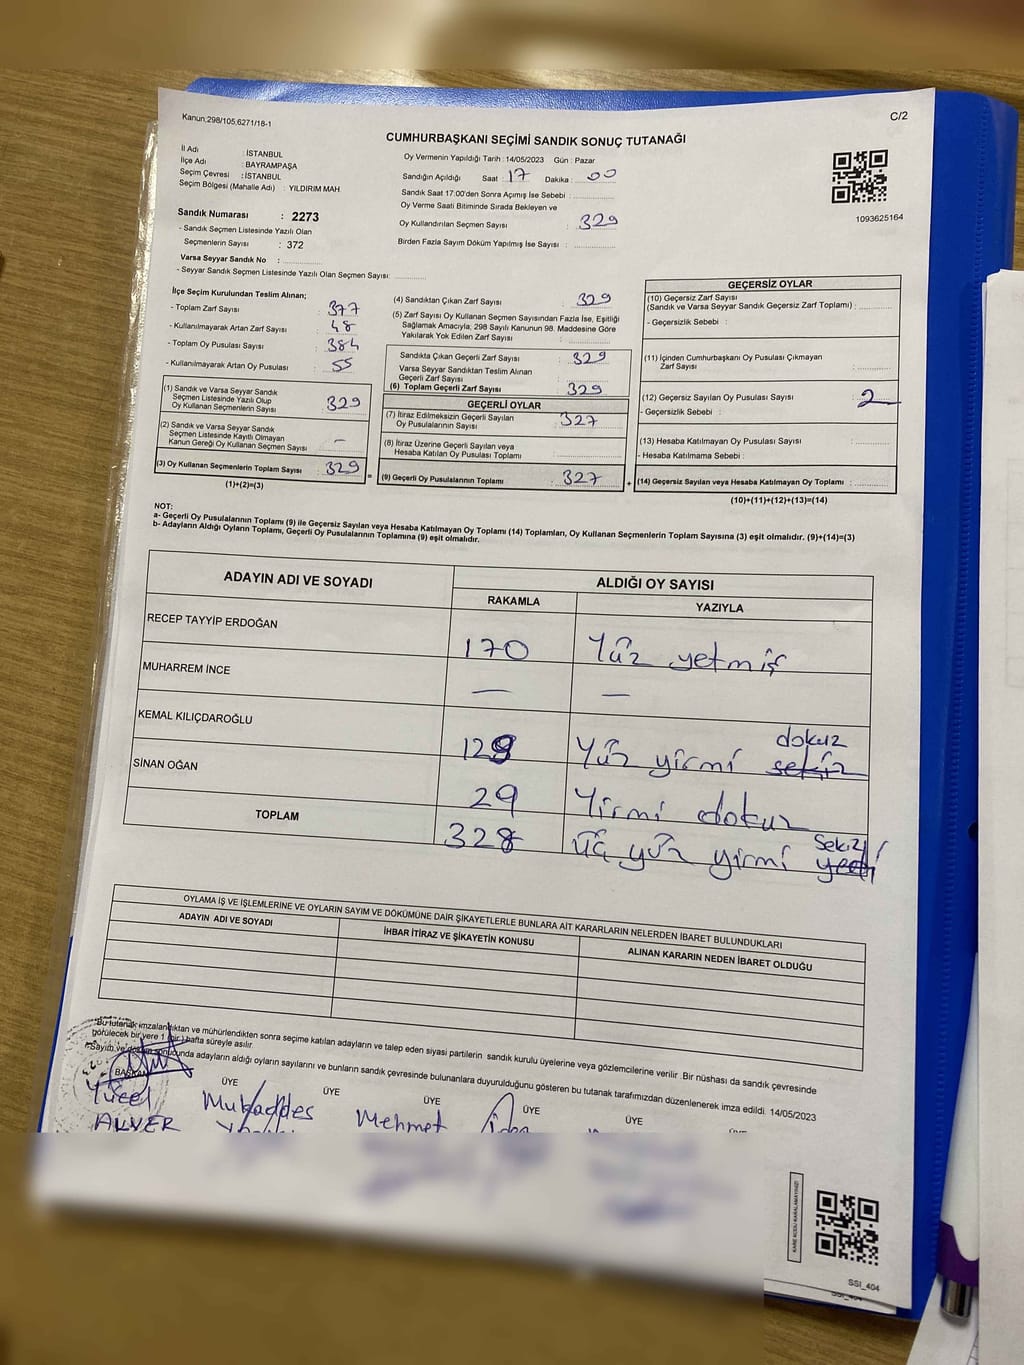 Kanun;298/105,6271/18-1
C/2
CUMHURBAŞKANI SEÇİMİ SANDIK SONUÇ TUTANAĞI
İl Adı : İSTANBUL
İlçe Adı : BAYRAMPAŞA
Seçim Çevresi : İSTANBUL
Seçim Bölgesi (Mahalle Adı) : YILDIRIM MAH
Sandık Numarası : 2273
- Sandık Seçmen Listesinde Yazılı Olan
Seçmenlerin Sayısı : 372
Varsa Seyyar Sandık No :
- Seyyar Sandık Seçmen Listesinde Yazılı Olan Seçmen Sayısı:
Oy Vermenin Yapıldığı Tarih : 14/05/2023 Gün : Pazar
Sandığın Açıldığı Saat : 17 Dakika : 00
Sandık Saat 17:00'den Sonra Açımış İse Sebebi :
Oy Verme Saati Bitiminde Sırada Bekleyen ve
Oy Kullandırılan Seçmen Sayısı : 329
Birden Fazla Sayım Döküm Yapılmış İse Sayısı :
1093625164
İlçe Seçim Kurulundan Teslim Alınan;
- Toplam Zarf Sayısı : 377
- Kullanılmayarak Artan Zarf Sayısı : 48
- Toplam Oy Pusulası Sayısı : 384
- Kullanılmayarak Artan Oy Pusulası : 55
(1) Sandık ve Varsa Seyyar Sandık
Seçmen Listesinde Yazılı Olup
Oy Kullanan Seçmenlerin Sayısı : 329
(2) Sandık ve Varsa Seyyar Sandık
Seçmen Listesinde Kayıtlı Olmayan
Kanun Gereği Oy Kullanan Seçmen Sayısı : –
(3) Oy Kullanan Seçmenlerin Toplam Sayısı : 329
(1)+(2)=(3)
(4) Sandıktan Çıkan Zarf Sayısı : 329
(5) Zarf Sayısı Oy Kullanan Seçmen Sayısından Fazla İse, Eşitliği
Sağlamak Amacıyla, 298 Sayılı Kanunun 98. Maddesine Göre
Yakılarak Yok Edilen Zarf Sayısı :
Sandıkta Çıkan Geçerli Zarf Sayısı : 329
Varsa Seyyar Sandıktan Teslim Alınan
Geçerli Zarf Sayısı :
(6) Toplam Geçerli Zarf Sayısı : 329
GEÇERLİ OYLAR
(7) İtiraz Edilmeksizin Geçerli Sayılan
Oy Pusulalarının Sayısı : 327
(8) İtiraz Üzerine Geçerli Sayılan veya
Hesaba Katılan Oy Pusulası Toplamı :
= (9) Geçerli Oy Pusulalarının Toplamı : 327 +
GEÇERSİZ OYLAR
(10) Geçersiz Zarf Sayısı
(Sandık ve Varsa Seyyar Sandık Geçersiz Zarf Toplamı) :
- Geçersizlik Sebebi :
(11) İçinden Cumhurbaşkanı Oy Pusulası Çıkmayan
Zarf Sayısı :
(12) Geçersiz Sayılan Oy Pusulası Sayısı : 2
- Geçersizlik Sebebi :
(13) Hesaba Katılmayan Oy Pusulası Sayısı :
- Hesaba Katılmama Sebebi :
(14) Geçersiz Sayılan veya Hesaba Katılmayan Oy Toplamı :
(10)+(11)+(12)+(13)=(14)
NOT:
a- Geçerli Oy Pusulalarının Toplamı (9) ile Geçersiz Sayılan veya Hesaba Katılmayan Oy Toplamı (14) Toplamları, Oy Kullanan Seçmenlerin Toplam Sayısına (3) eşit olmalıdır. (9)+(14)=(3)
b- Adayların Aldığı Oyların Toplamı, Geçerli Oy Pusulalarının Toplamına (9) eşit olmalıdır.
ADAYIN ADI VE SOYADI
ALDIĞI OY SAYISI
RAKAMLA YAZIYLA
RECEP TAYYİP ERDOĞAN 170 Yüz yetmiş
MUHARREM İNCE — —
KEMAL KILIÇDAROĞLU 129 Yüz yirmi sekiz dokuz
SİNAN OĞAN 29 Yirmi dokuz
TOPLAM 328 üç yüz yirmi yedi sekiz
OYLAMA İŞ VE İŞLEMLERİNE VE OYLARIN SAYIM VE DÖKÜMÜNE DAİR ŞİKAYETLERLE BUNLARA AİT KARARLARIN NELERDEN İBARET BULUNDUKLARI
ADAYIN ADI VE SOYADI İHBAR İTİRAZ VE ŞİKAYETİN KONUSU ALINAN KARARIN NEDEN İBARET OLDUĞU
Bu tutanak imzalandıktan ve mühürlendikten sonra seçime katılan adayların ve talep eden siyasi partilerin sandık kurulu üyelerine veya gözlemcilerine verilir .Bir nüshası da sandık çevresinde
görülecek bir yere 1 (bir) hafta süreyle asılır.
Sayım ve döküm sonucunda adayların aldığı oyların sayılarını ve bunların sandık çevresinde bulunanlara duyurulduğunu gösteren bu tutanak tarafımızdan düzenlenerek imza edildi. 14/05/2023
BAŞKAN ÜYE ÜYE ÜYE ÜYE ÜYE
Yücel Mukaddes Mehmet
ALVER
SSI_404
SSI_404